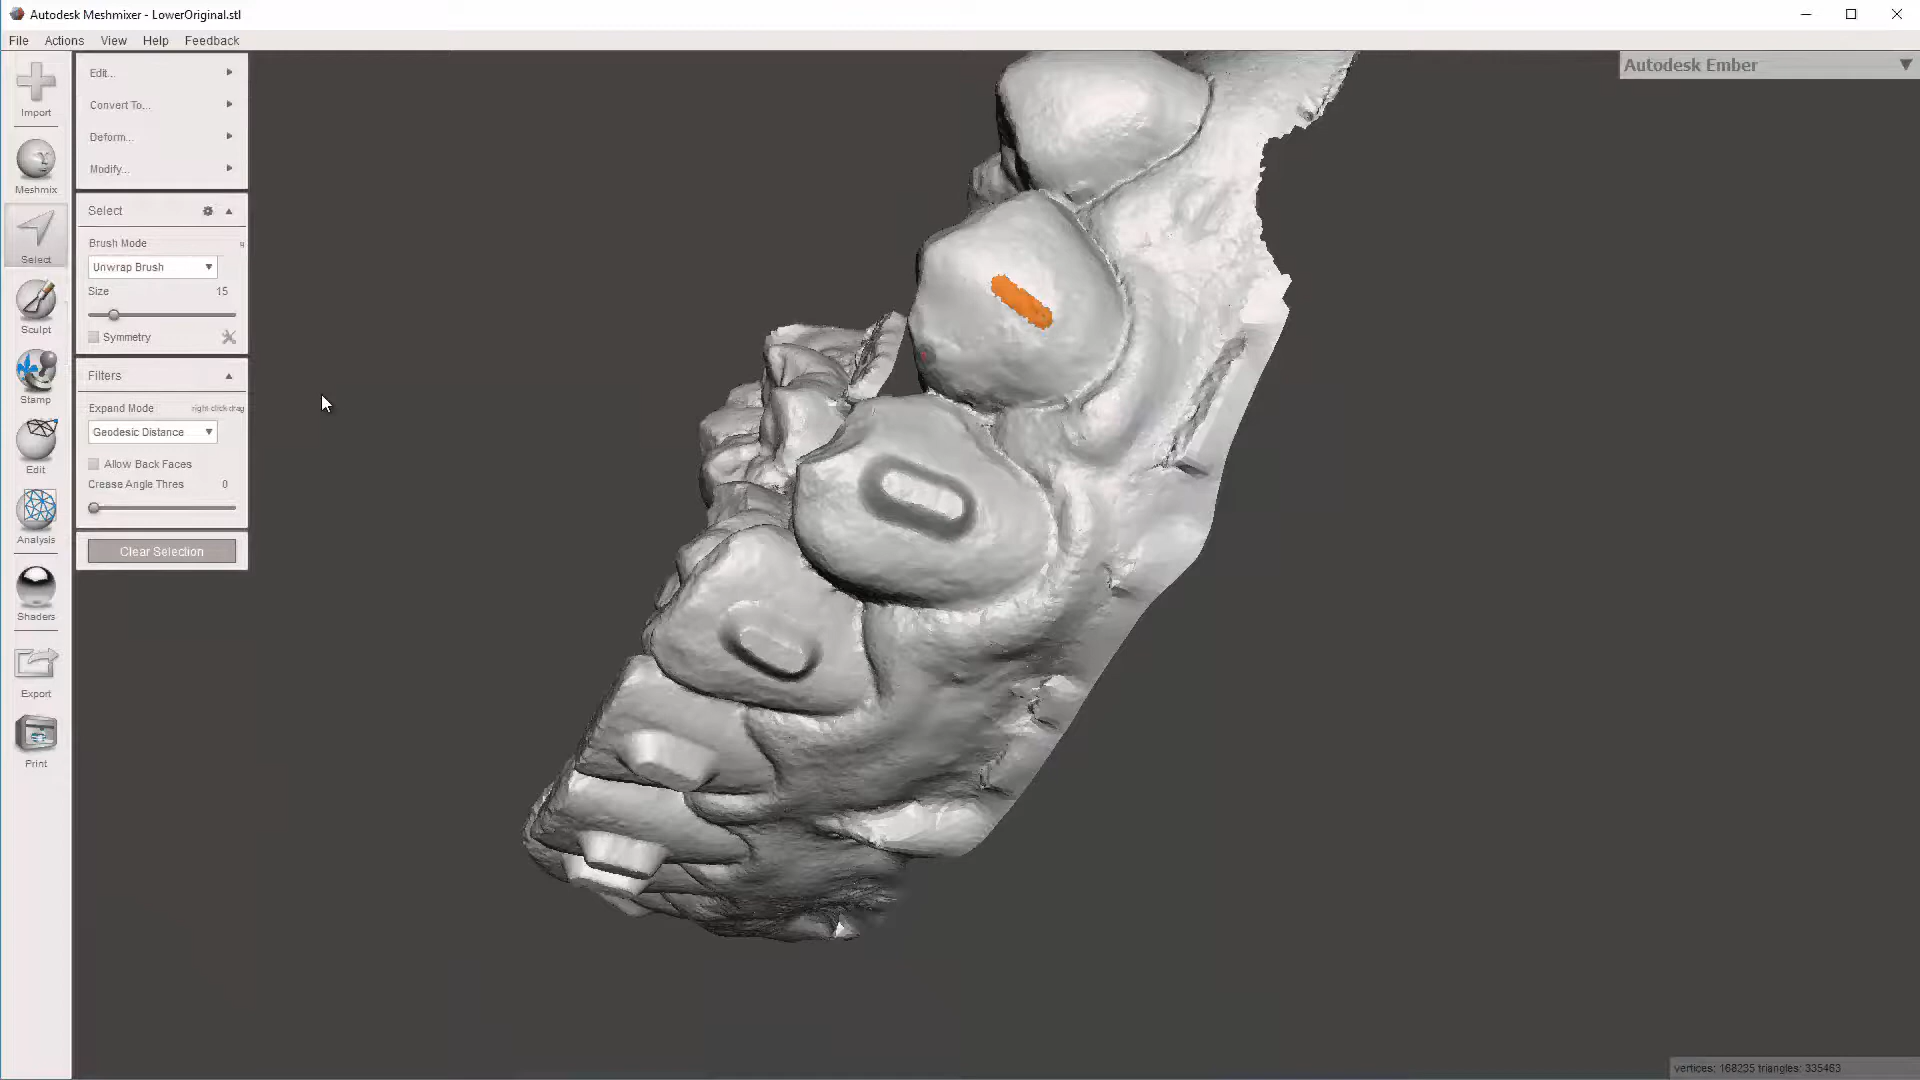 Autodesk Meshmixer - LowerOriginal.stl
File Actions View Help Feedback
Autodesk Ember
Import
Meshmix
Select
Sculpt
Stamp
Edit
Analysis
Shaders
Export
Print
Edit...
Convert To...
Deform...
Modify...
Select
Brush Mode
Unwrap Brush
Size 15
Symmetry
Filters
Expand Mode right-click drag
Geodesic Distance
Allow Back Faces
Crease Angle Thres 0
Clear Selection
vertices: 168235 triangles: 335463